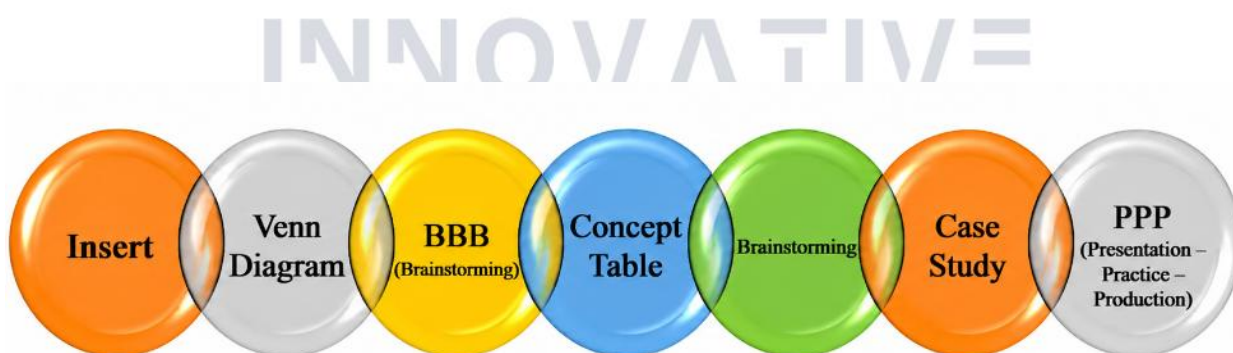 INNOVATIVE
Insert
Venn
Diagram
BBB
(Brainstorming)
Concept
Table
Brainstorming
Case
Study
PPP
(Presentation –
Practice –
Production)